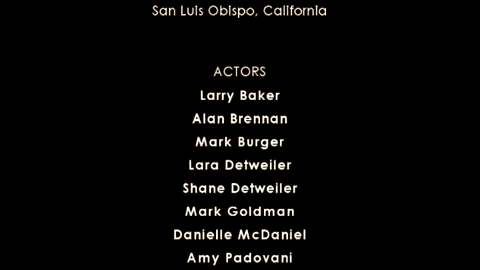 San Luis Obispo, California
ACTORS
Larry Baker
Alan Brennan
Mark Burger
Lara Detweiler
Shane Detweiler
Mark Goldman
Danielle McDaniel
Amy Padovani